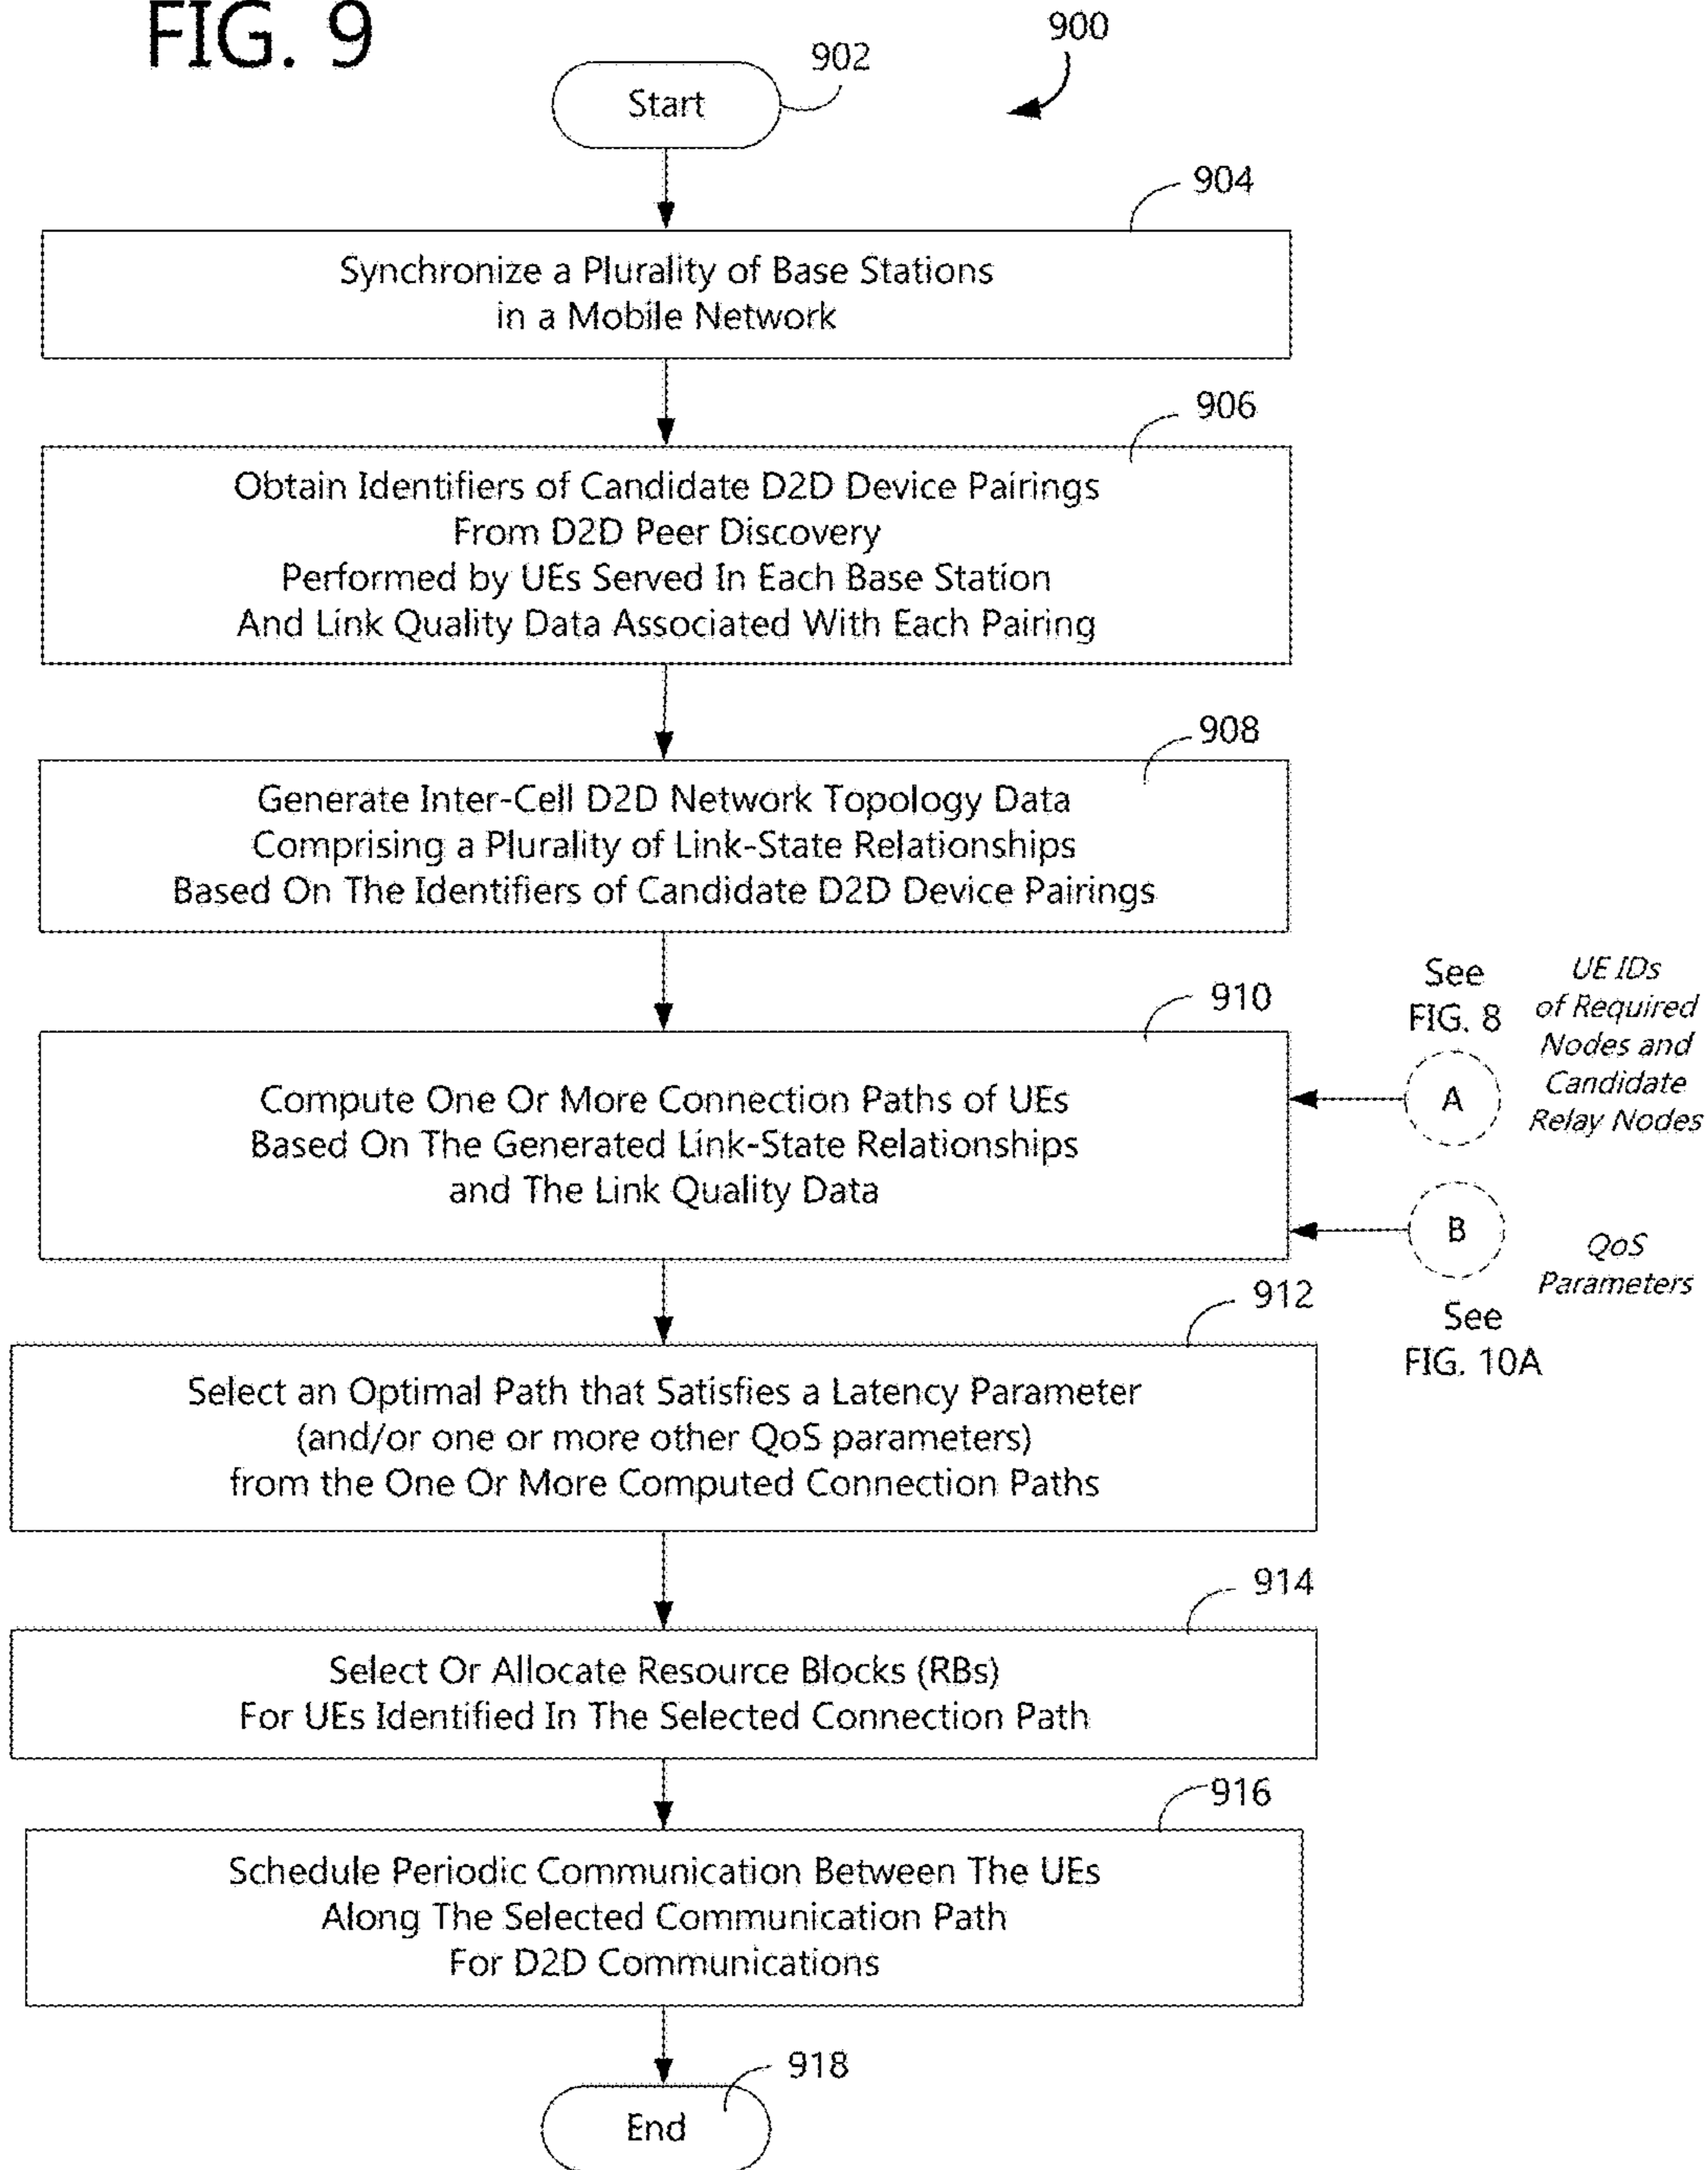 FIG. 9
900
902
Start
904
Synchronize a Plurality of Base Stations
in a Mobile Network
906
Obtain Identifiers of Candidate D2D Device Pairings
From D2D Peer Discovery
Performed by UEs Served In Each Base Station
And Link Quality Data Associated With Each Pairing
908
Generate Inter-Cell D2D Network Topology Data
Comprising a Plurality of Link-State Relationships
Based On The Identifiers of Candidate D2D Device Pairings
910
Compute One Or More Connection Paths of UEs
Based On The Generated Link-State Relationships
and The Link Quality Data
See
FIG. 8
A
UE IDs
of Required
Nodes and
Candidate
Relay Nodes
B
QoS
Parameters
See
FIG. 10A
912
Select an Optimal Path that Satisfies a Latency Parameter
(and/or one or more other QoS parameters)
from the One Or More Computed Connection Paths
914
Select Or Allocate Resource Blocks (RBs)
For UEs Identified In The Selected Connection Path
916
Schedule Periodic Communication Between The UEs
Along The Selected Communication Path
For D2D Communications
918
End